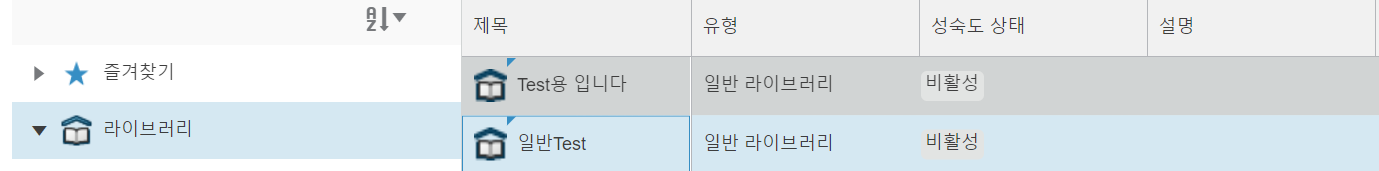 제목 유형 성숙도 상태 설명
즐겨찾기
Test용 입니다 일반 라이브러리 비활성
라이브러리
일반Test 일반 라이브러리 비활성